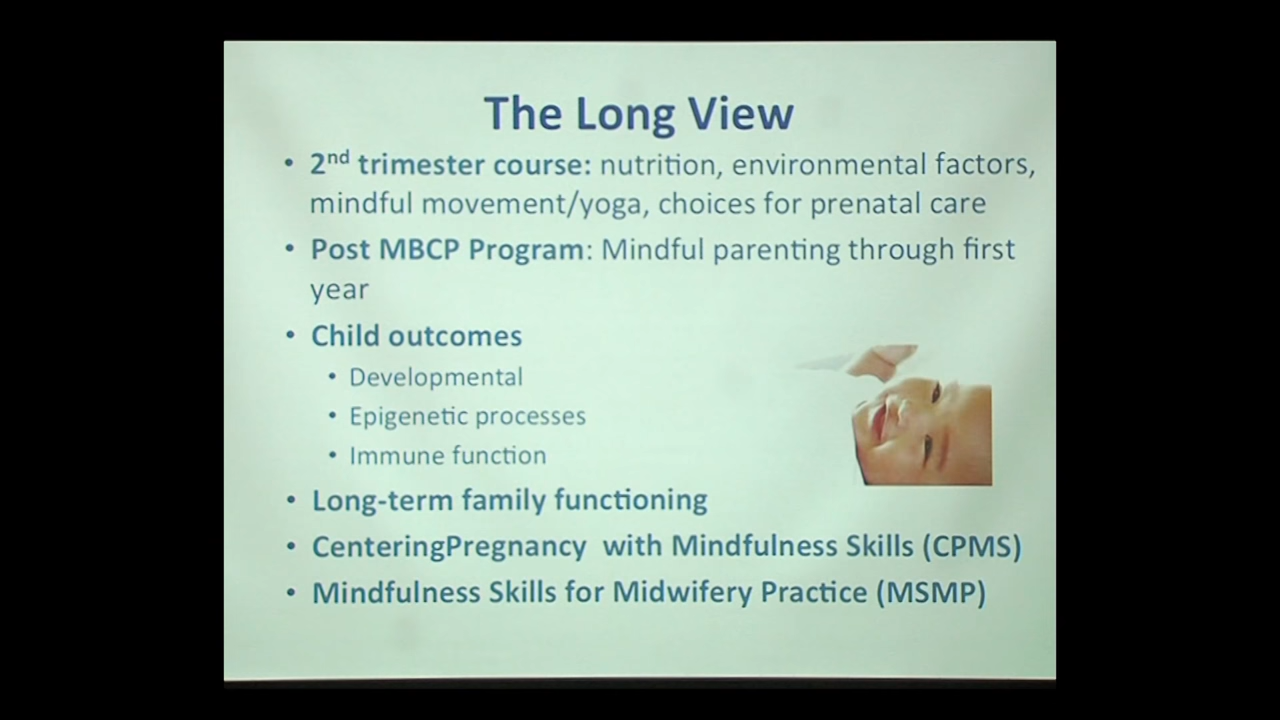 The Long View
• 2nd trimester course: nutrition, environmental factors,
mindful movement/yoga, choices for prenatal care
• Post MBCP Program: Mindful parenting through first
year
• Child outcomes
• Developmental
• Epigenetic processes
• Immune function
• Long-term family functioning
• CenteringPregnancy with Mindfulness Skills (CPMS)
• Mindfulness Skills for Midwifery Practice (MSMP)